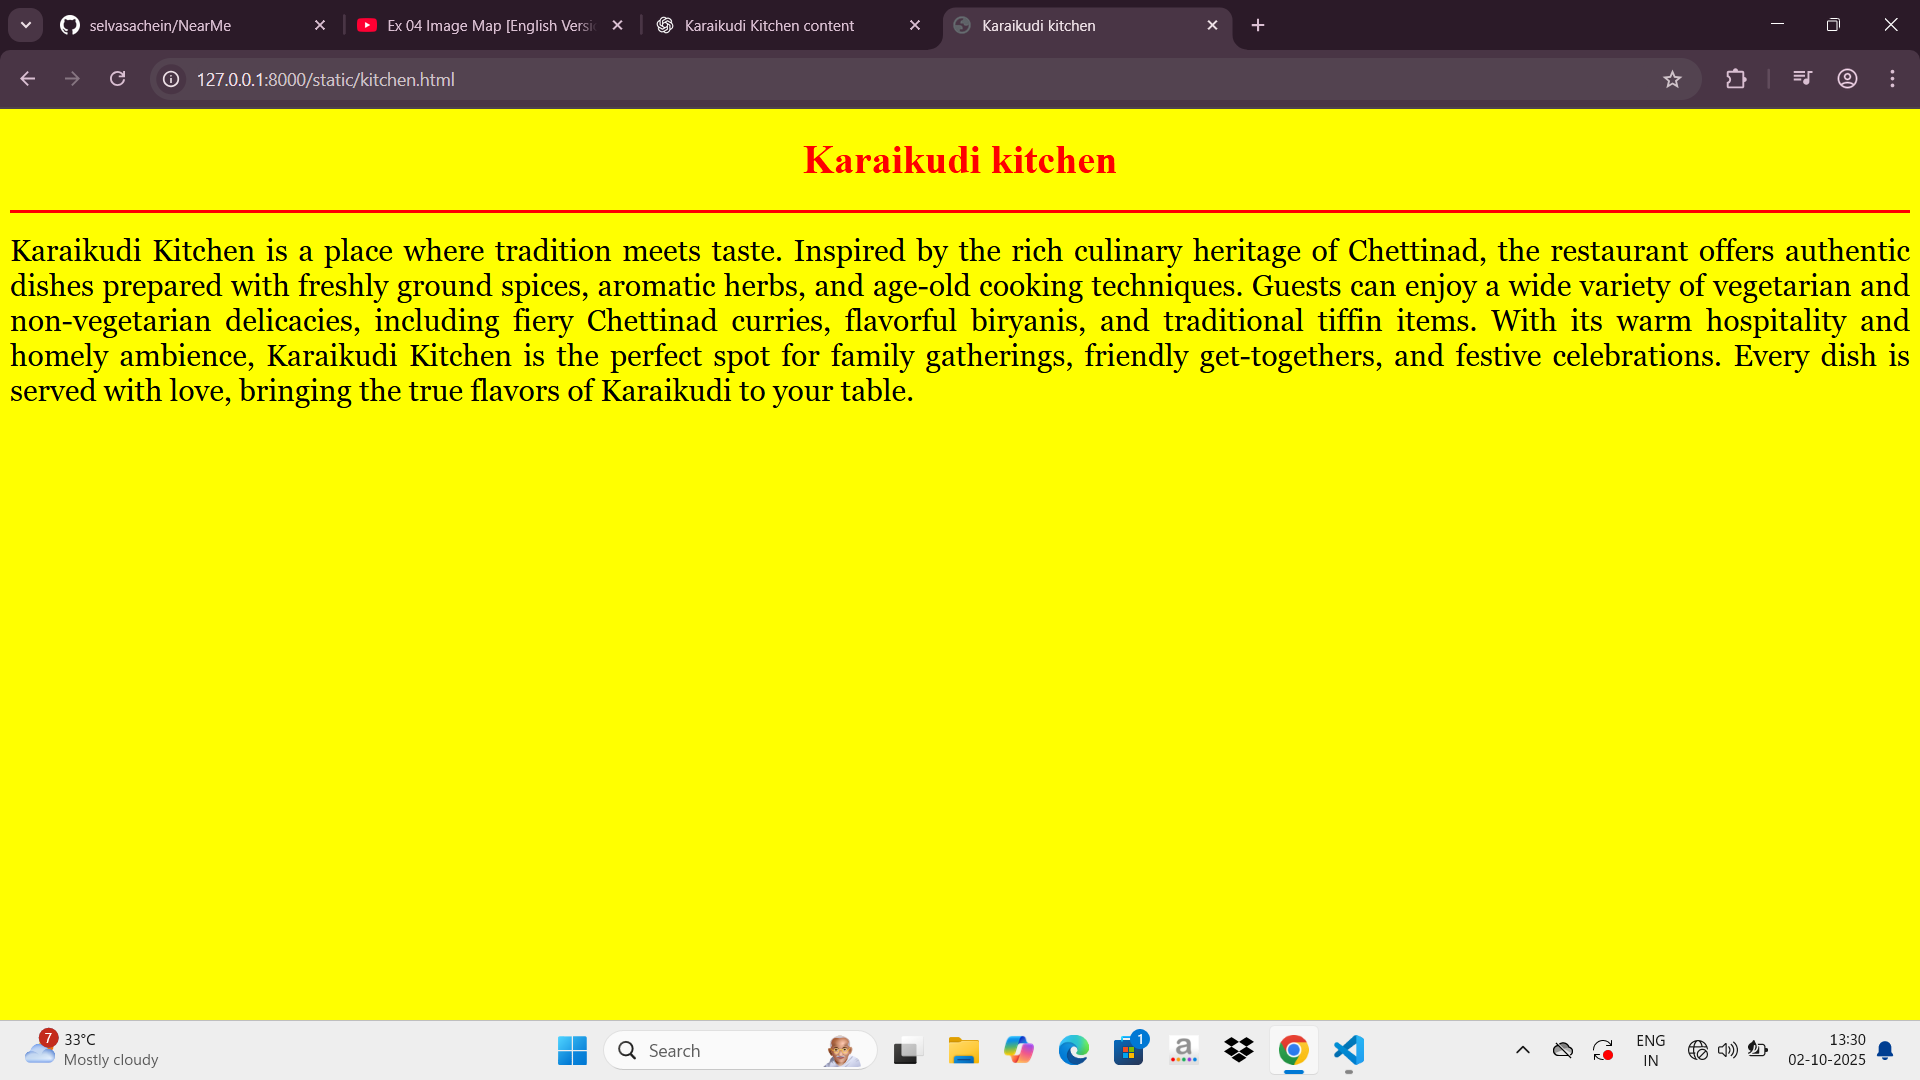 selvasachein/NearMe
Ex 04 Image Map [English Versi
Karaikudi Kitchen content
Karaikudi kitchen
127.0.0.1:8000/static/kitchen.html
Karaikudi kitchen
Karaikudi Kitchen is a place where tradition meets taste. Inspired by the rich culinary heritage of Chettinad, the restaurant offers authentic
dishes prepared with freshly ground spices, aromatic herbs, and age-old cooking techniques. Guests can enjoy a wide variety of vegetarian and
non-vegetarian delicacies, including fiery Chettinad curries, flavorful biryanis, and traditional tiffin items. With its warm hospitality and
homely ambience, Karaikudi Kitchen is the perfect spot for family gatherings, friendly get-togethers, and festive celebrations. Every dish is
served with love, bringing the true flavors of Karaikudi to your table.
7
33°C
Mostly cloudy
Search
1
a
ENG
IN
13:30
02-10-2025